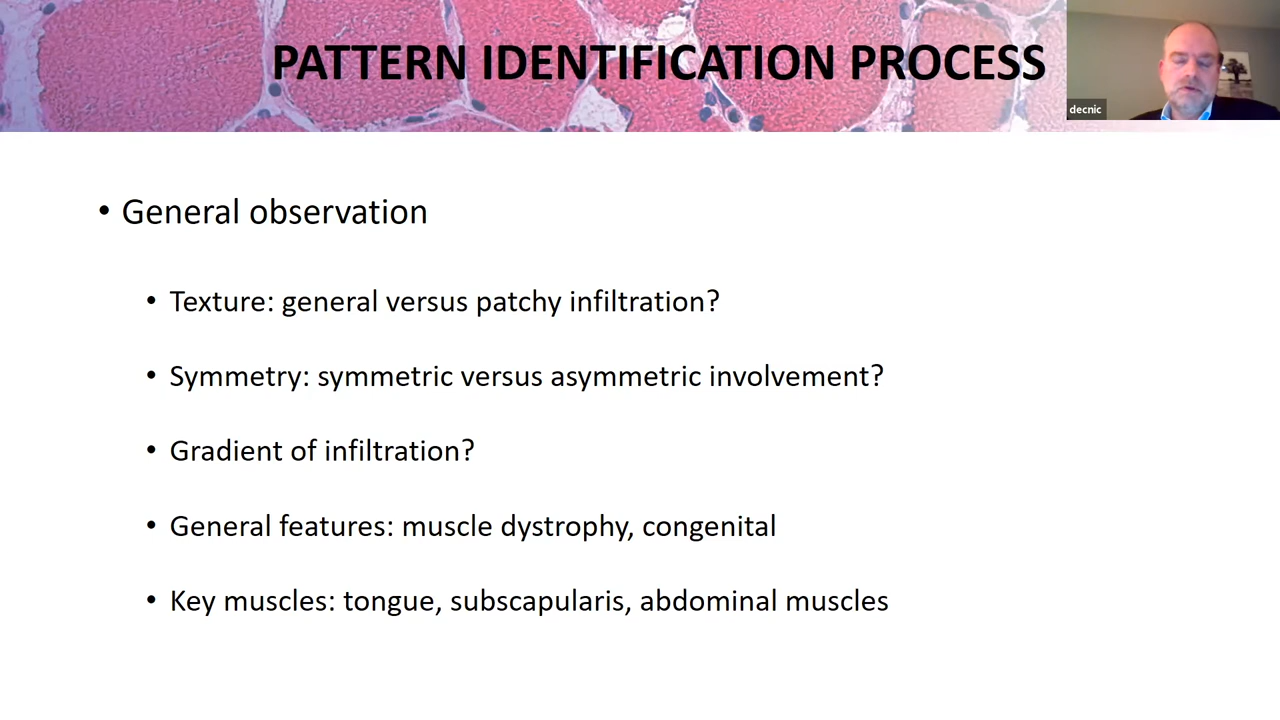 PATTERN IDENTIFICATION PROCESS
decnic
• General observation
• Texture: general versus patchy infiltration?
• Symmetry: symmetric versus asymmetric involvement?
• Gradient of infiltration?
• General features: muscle dystrophy, congenital
• Key muscles: tongue, subscapularis, abdominal muscles